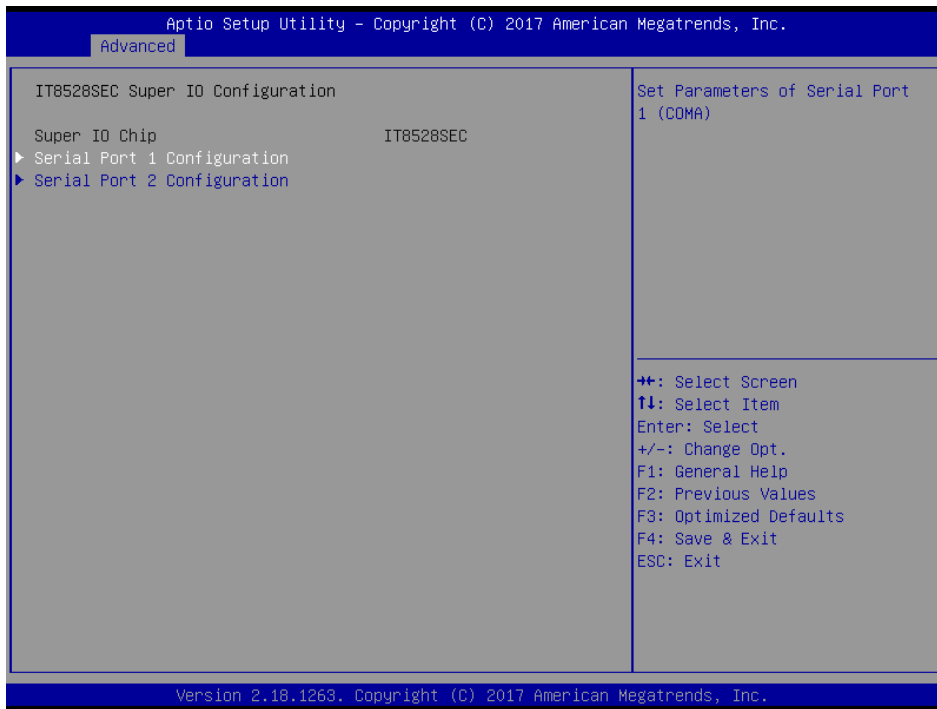 Aptio Setup Utility – Copyright (C) 2017 American Megatrends, Inc.
Advanced
IT8528SEC Super IO Configuration
Super IO Chip IT8528SEC
Serial Port 1 Configuration
Serial Port 2 Configuration
Set Parameters of Serial Port
1 (COMA)
→←: Select Screen
↑↓: Select Item
Enter: Select
+/-: Change Opt.
F1: General Help
F2: Previous Values
F3: Optimized Defaults
F4: Save & Exit
ESC: Exit
Version 2.18.1263. Copyright (C) 2017 American Megatrends, Inc.